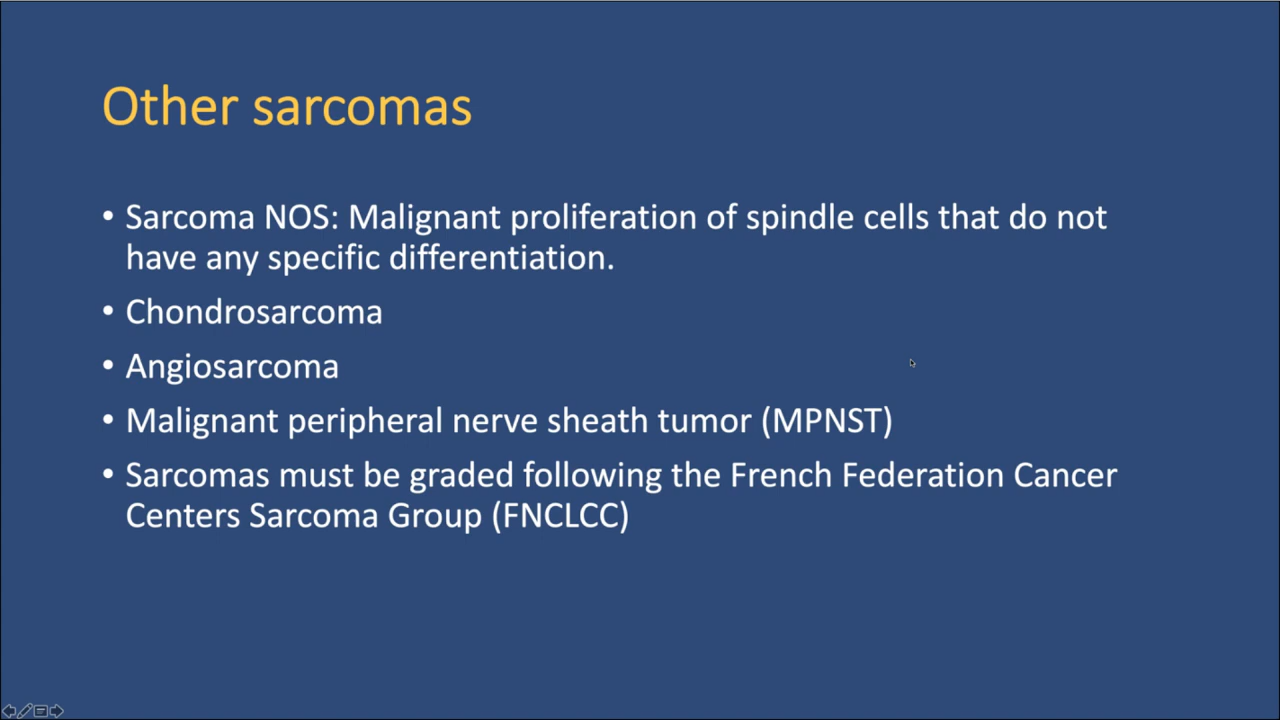 Other sarcomas
• Sarcoma NOS: Malignant proliferation of spindle cells that do not
have any specific differentiation.
• Chondrosarcoma
• Angiosarcoma
• Malignant peripheral nerve sheath tumor (MPNST)
• Sarcomas must be graded following the French Federation Cancer
Centers Sarcoma Group (FNCLCC)